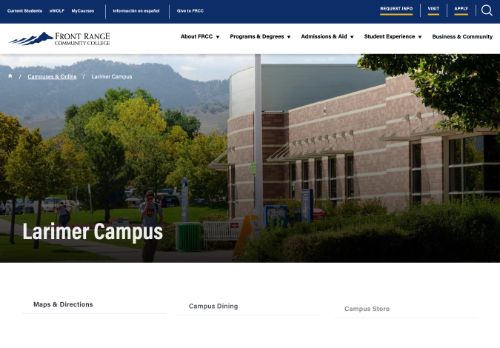 Current Students eWOLF MyCourses Información en español Give to FRCC REQUEST INFO VISIT APPLY
FRONT RANGE
COMMUNITY COLLEGE
About FRCC Programs & Degrees Admissions & Aid Student Experience Business & Community
/ Campuses & Online / Larimer Campus
Larimer Campus
Maps & Directions Campus Dining Campus Store